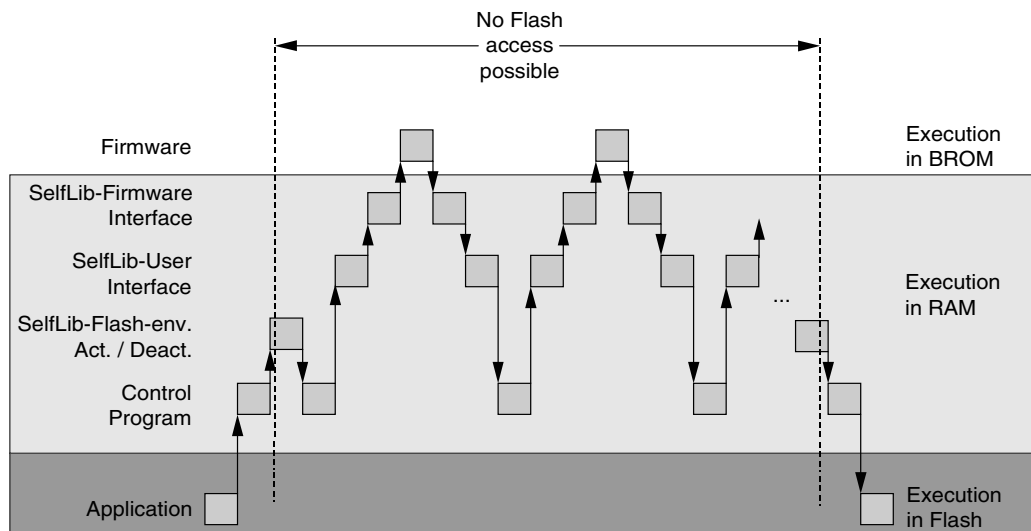 No Flash
access
possible
Firmware
Execution
in BROM
SelfLib-Firmware
Interface
SelfLib-User
Interface
Execution
in RAM
...
SelfLib-Flash-env.
Act. / Deact.
Control
Program
Application
Execution
in Flash